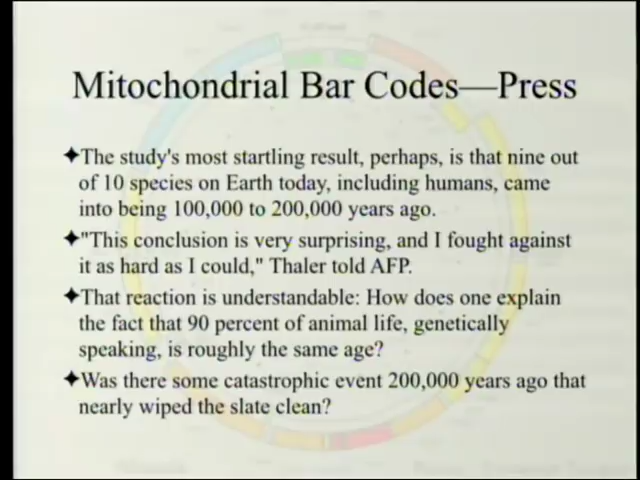 Mitochondrial Bar Codes—Press
✦The study's most startling result, perhaps, is that nine out
of 10 species on Earth today, including humans, came
into being 100,000 to 200,000 years ago.
✦"This conclusion is very surprising, and I fought against
it as hard as I could," Thaler told AFP.
✦That reaction is understandable: How does one explain
the fact that 90 percent of animal life, genetically
speaking, is roughly the same age?
✦Was there some catastrophic event 200,000 years ago that
nearly wiped the slate clean?